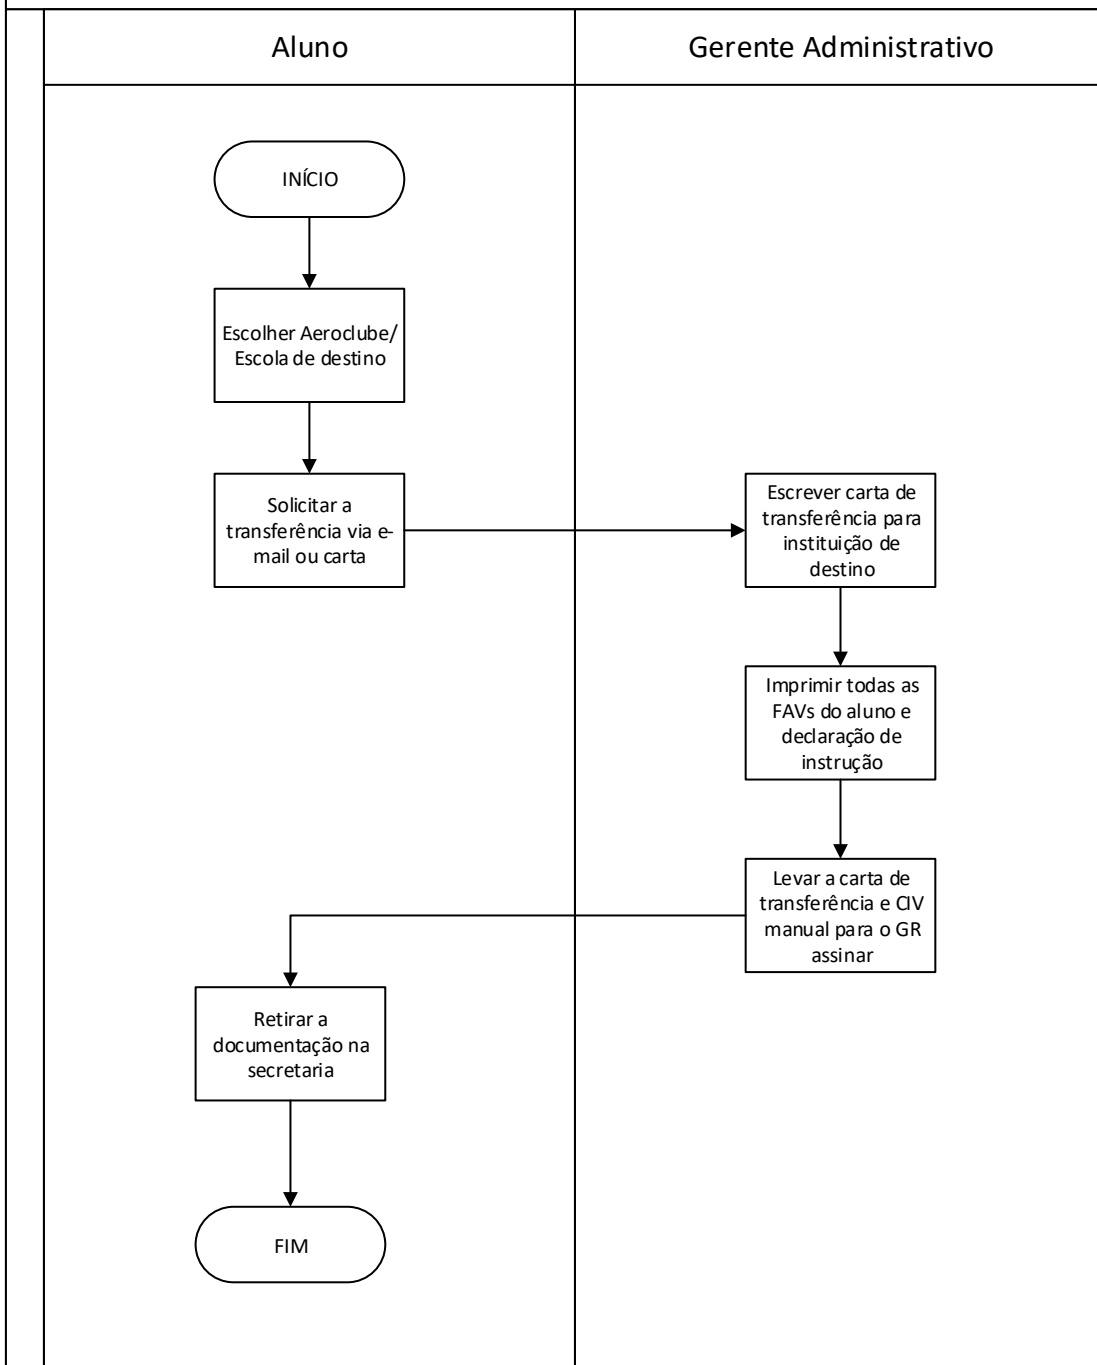 Aluno
Gerente Administrativo
INÍCIO
Escolher Aeroclube/
Escola de destino
Solicitar a
transferência via e-
mail ou carta
Escrever carta de
transferência para
instituição de
destino
Imprimir todas as
FAVs do aluno e
declaração de
instrução
Levar a carta de
transferência e CIV
manual para o GR
assinar
Retirar a
documentação na
secretaria
FIM